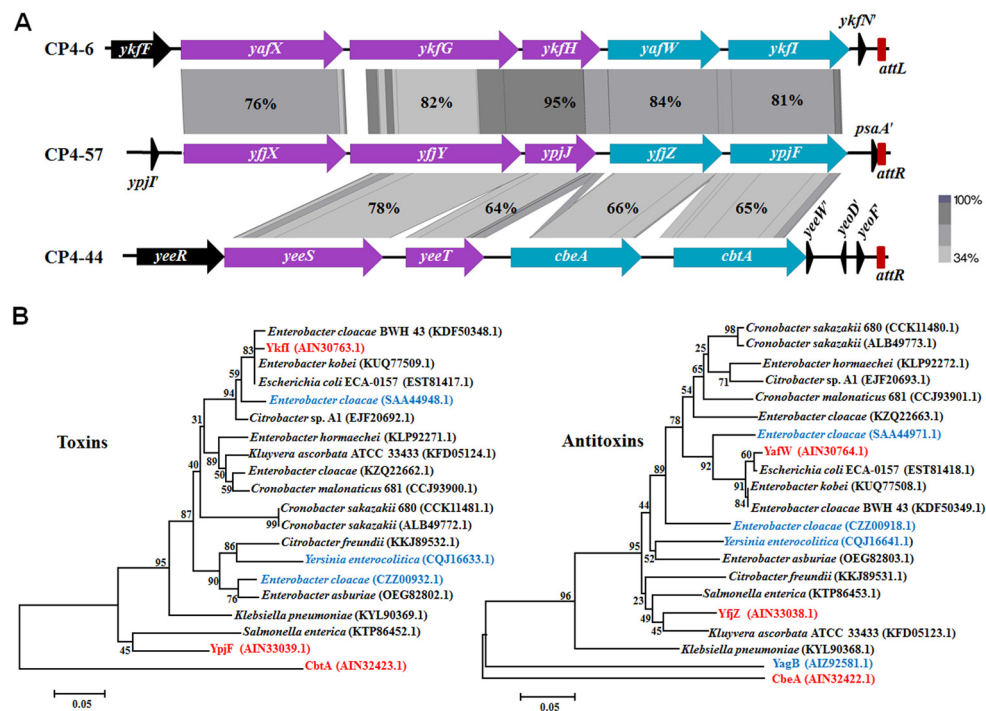 A
CP4-6
ykfF
yafX
ykfG
ykfH
yafW
ykfI
ykfN'
attL
76%
82%
95%
84%
81%
CP4-57
ypjI'
yfjX
yfjY
ypjJ
yfjZ
ypjF
psaA'
attR
78%
64%
66%
65%
100%
34%
CP4-44
yeeR
yeeS
yeeT
cbeA
cbtA
yeeW'
yeoD'
yeoF'
attR
B
Toxins
Enterobacter cloacae BWH 43 (KDF50348.1)
YkfI (AIN30763.1)
Enterobacter kobei (KUQ77509.1)
Escherichia coli ECA-0157 (EST81417.1)
Enterobacter cloacae (SAA44948.1)
Citrobacter sp. A1 (EJF20692.1)
Enterobacter hormaechei (KLP92271.1)
Kluyvera ascorbata ATCC 33433 (KFD05124.1)
Enterobacter cloacae (KZQ22662.1)
Cronobacter malonaticus 681 (CCJ93900.1)
Cronobacter sakazakii 680 (CCK11481.1)
Cronobacter sakazakii (ALB49772.1)
Citrobacter freundii (KKJ89532.1)
Yersinia enterocolitica (CQJ16633.1)
Enterobacter cloacae (CZZ00932.1)
Enterobacter asburiae (OEG82802.1)
Klebsiella pneumoniae (KYL90369.1)
Salmonella enterica (KTP86452.1)
YpjF (AIN33039.1)
CbtA (AIN32423.1)
83
59
94
31
89
50
59
40
99
87
86
90
76
95
45
0.05
Antitoxins
Cronobacter sakazakii 680 (CCK11480.1)
Cronobacter sakazakii (ALB49773.1)
Enterobacter hormaechei (KLP92272.1)
Citrobacter sp. A1 (EJF20693.1)
Cronobacter malonaticus 681 (CCJ93901.1)
Enterobacter cloacae (KZQ22663.1)
Enterobacter cloacae (SAA44971.1)
YafW (AIN30764.1)
Escherichia coli ECA-0157 (EST81418.1)
Enterobacter kobei (KUQ77508.1)
Enterobacter cloacae BWH 43 (KDF50349.1)
Enterobacter cloacae (CZZ00918.1)
Yersinia enterocolitica (CQJ16641.1)
Enterobacter asburiae (OEG82803.1)
Citrobacter freundii (KKJ89531.1)
Salmonella enterica (KTP86453.1)
YfjZ (AIN33038.1)
Kluyvera ascorbata ATCC 33433 (KFD05123.1)
Klebsiella pneumoniae (KYL90368.1)
YagB (AIZ92581.1)
CbeA (AIN32422.1)
98
25
65
71
54
78
60
92
91
84
89
44
52
95
23
49
45
96
0.05